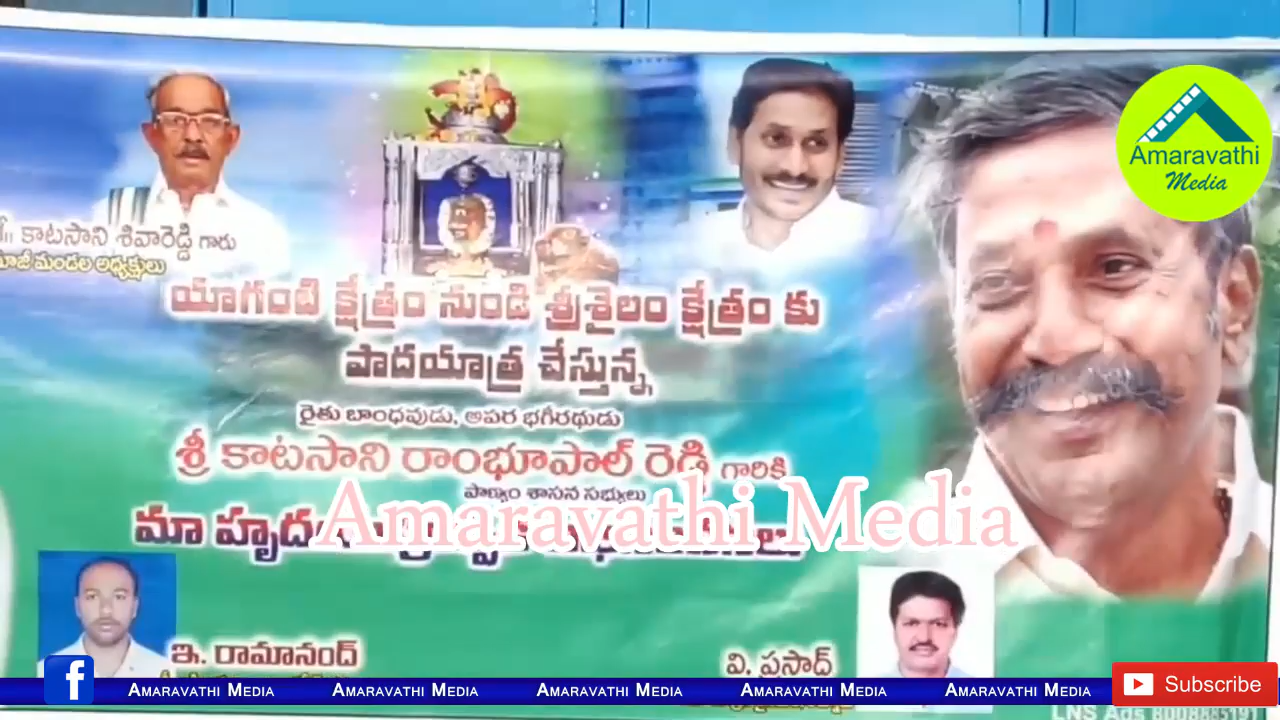 Amaravathi
Media
కాటసాని శివారెడ్డి గారు
మాజీ మండల అధ్యక్షులు
యాగంటి క్షేత్రం నుండి శ్రీశైలం క్షేత్రం కు
పాదయాత్ర చేస్తున్న
రైతు బాంధవుడు, అపర భగీరథుడు
శ్రీ కాటసాని రాంభూపాల్ రెడ్డి గారికి
పాణ్యం శాసన సభ్యులు
Amaravathi Media
మా
ఇ. రామానంద్
వి. ప్రసాద్
f Amaravathi Media Amaravathi Media Amaravathi Media Amaravathi Media Amaravathi Media
Subscribe
LNS Ads